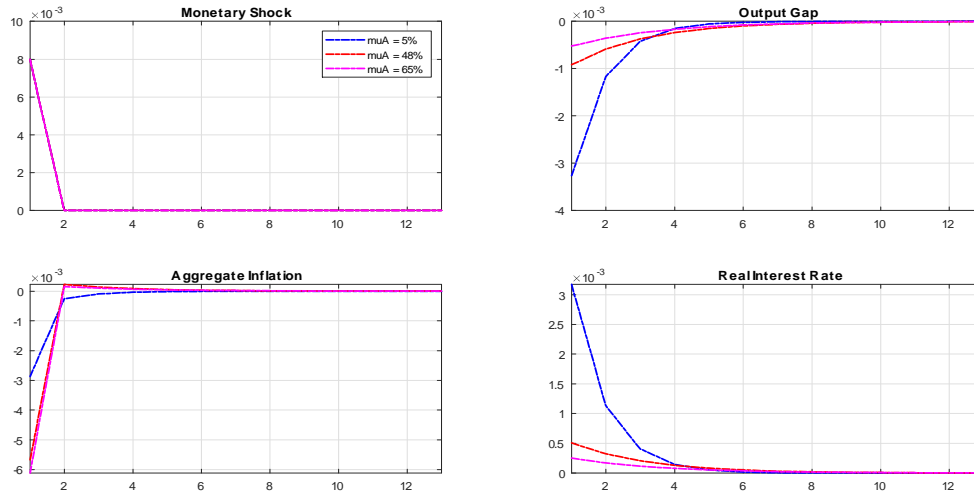 Monetary Shock
×10⁻³
10
8
6
4
2
0
2 4 6 8 10 12
muA = 5%
muA = 48%
muA = 65%
Output Gap
×10⁻³
0
-1
-2
-3
-4
2 4 6 8 10 12
Aggregate Inflation
×10⁻³
0
-1
-2
-3
-4
-5
-6
2 4 6 8 10 12
Real Interest Rate
×10⁻³
3
2.5
2
1.5
1
0.5
0
2 4 6 8 10 12